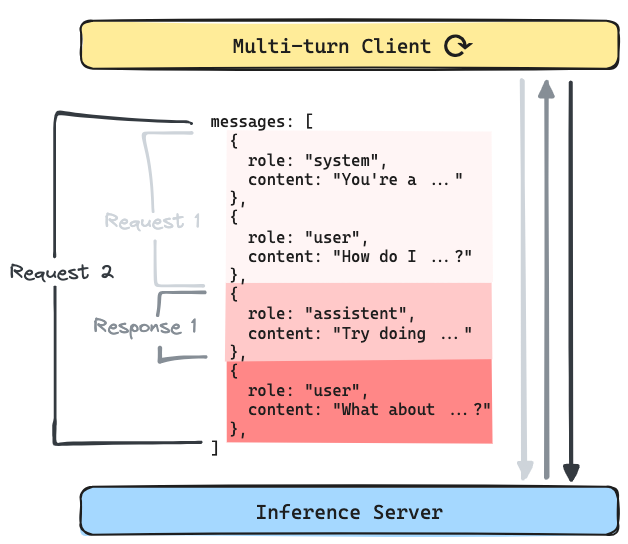 Multi-turn Client
messages: [
{
role: "system",
content: "You're a ..."
},
{
role: "user",
content: "How do I ...?"
},
{
role: "assistent",
content: "Try doing ..."
},
{
role: "user",
content: "What about ...?"
},
]
Request 1
Request 2
Response 1
Inference Server